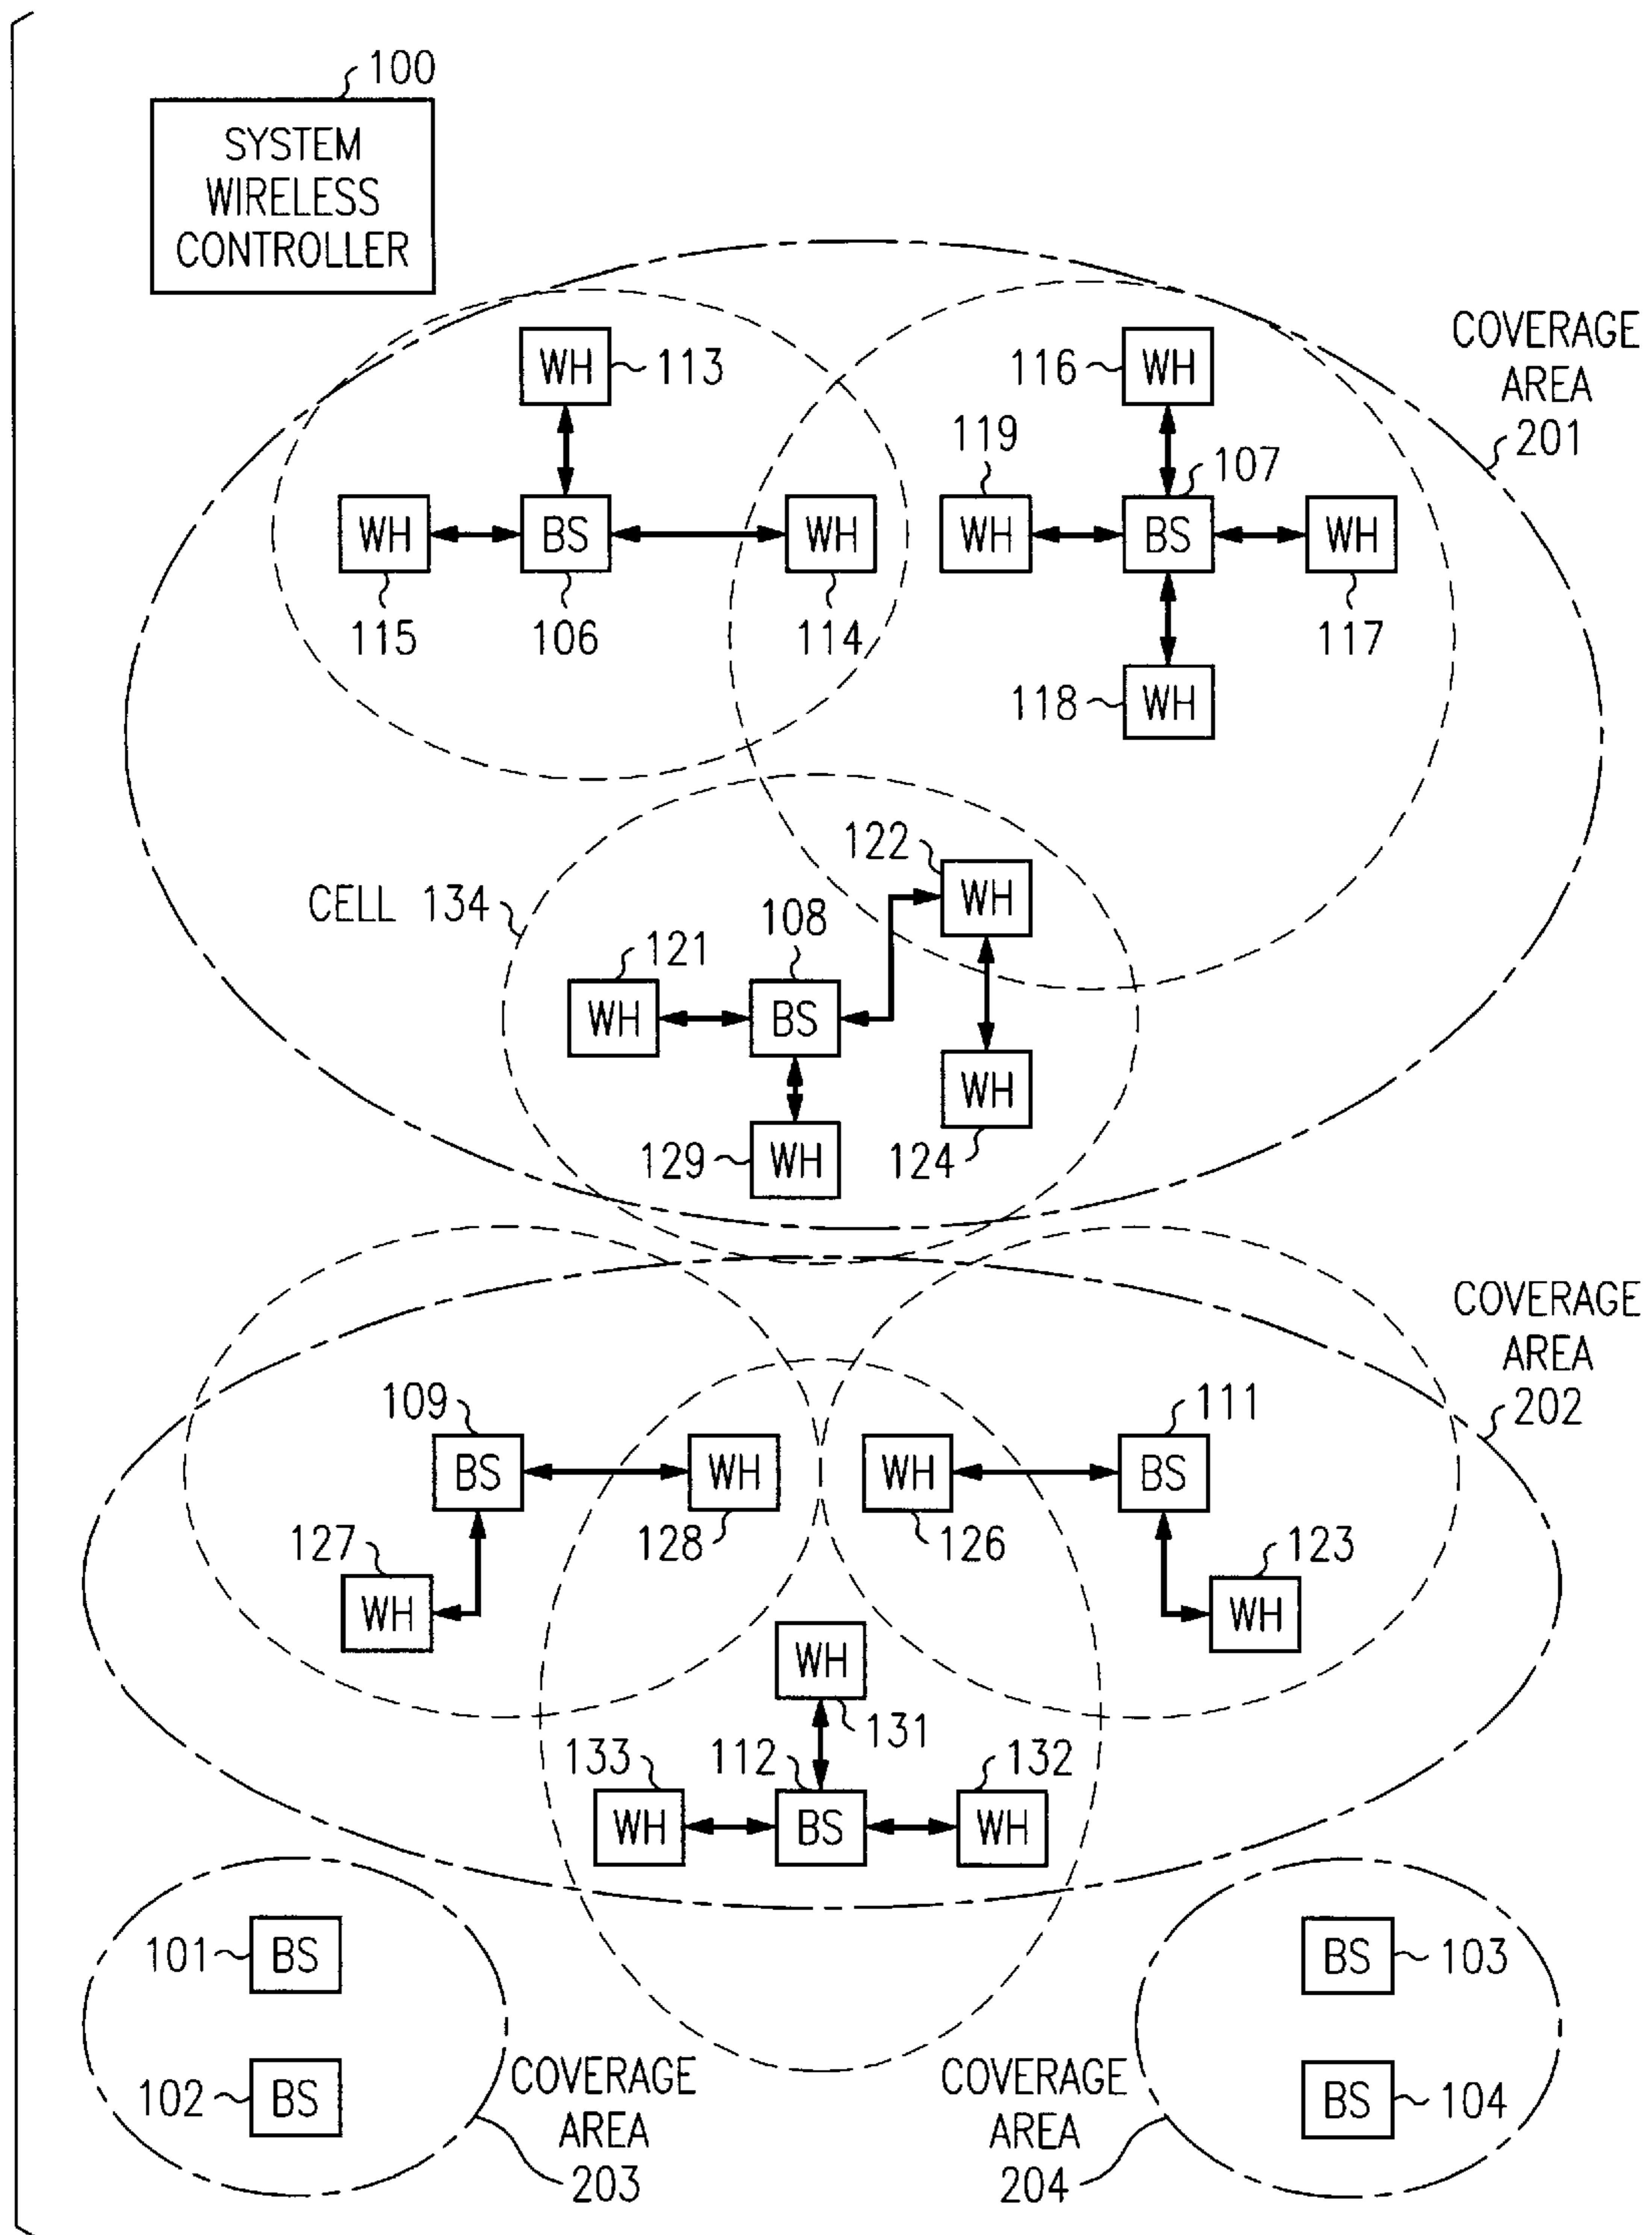 100
SYSTEM
WIRELESS
CONTROLLER
COVERAGE
AREA
201
WH
113
116
WH
119
107
WH
BS
WH
WH
BS
WH
115
106
114
117
118
WH
122
WH
CELL 134
108
121
WH
BS
WH
129
WH
124
COVERAGE
AREA
202
109
111
BS
WH
WH
BS
127
128
126
123
WH
WH
WH
131
133
112
132
WH
BS
WH
101
BS
BS
103
102
BS
BS
104
COVERAGE
AREA
203
COVERAGE
AREA
204